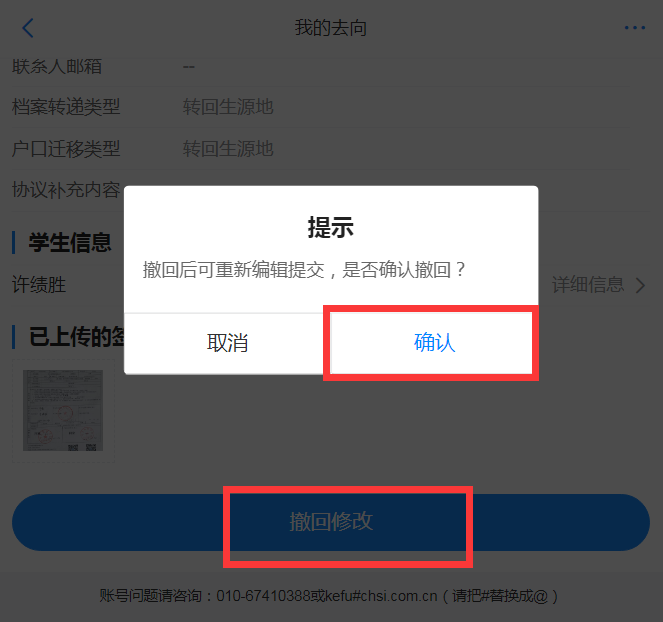 我的去向
联系人邮箱 --
档案转递类型 转回生源地
户口迁移类型 转回生源地
协议补充内容
提示
学生信息
撤回后可重新编辑提交，是否确认撤回？
许绩胜 详细信息
已上传的签
取消 确认
撤回修改
账号问题请咨询：010-67410388或kefu#chsi.com.cn（请把#替换成@）